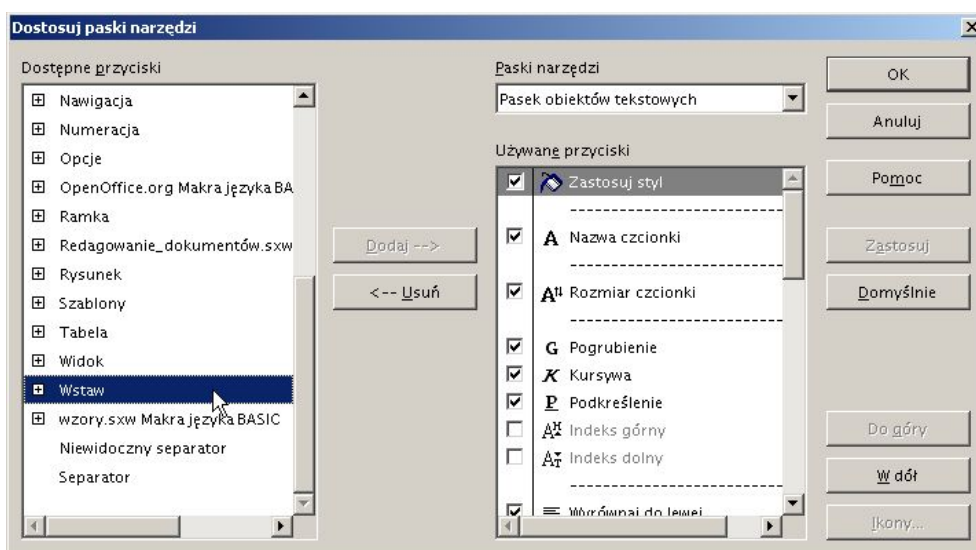 Dostosuj paski narzędzi
Dostępne przyciski
Nawigacja
Numeracja
Opcje
OpenOffice.org Makra języka BA
Ramka
Redagowanie_dokumentów.sxw
Rysunek
Szablony
Tabela
Widok
Wstaw
wzory.sxw Makra języka BASIC
Niewidoczny separator
Separator
Dodaj -->
<-- Usuń
Paski narzędzi
Pasek obiektów tekstowych
Używane przyciski
Zastosuj styl
A Nazwa czcionki
A Rozmiar czcionki
G Pogrubienie
K Kursywa
P Podkreślenie
Indeks górny
Indeks dolny
Wyrównaj do lewej
OK
Anuluj
Pomoc
Zastosuj
Domyślnie
Do góry
W dół
Ikony...